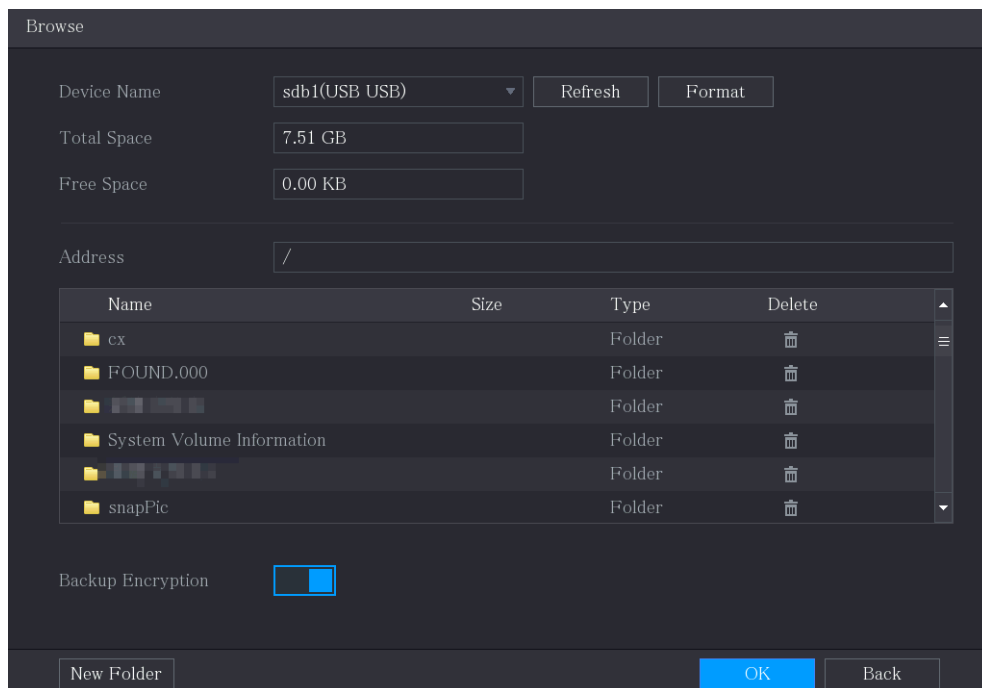 Browse
Device Name sdb1(USB USB) Refresh Format
Total Space 7.51 GB
Free Space 0.00 KB
Address /
Name Size Type Delete
cx Folder
FOUND.000 Folder
Folder
System Volume Information Folder
Folder
snapPic Folder
Backup Encryption
New Folder OK Back